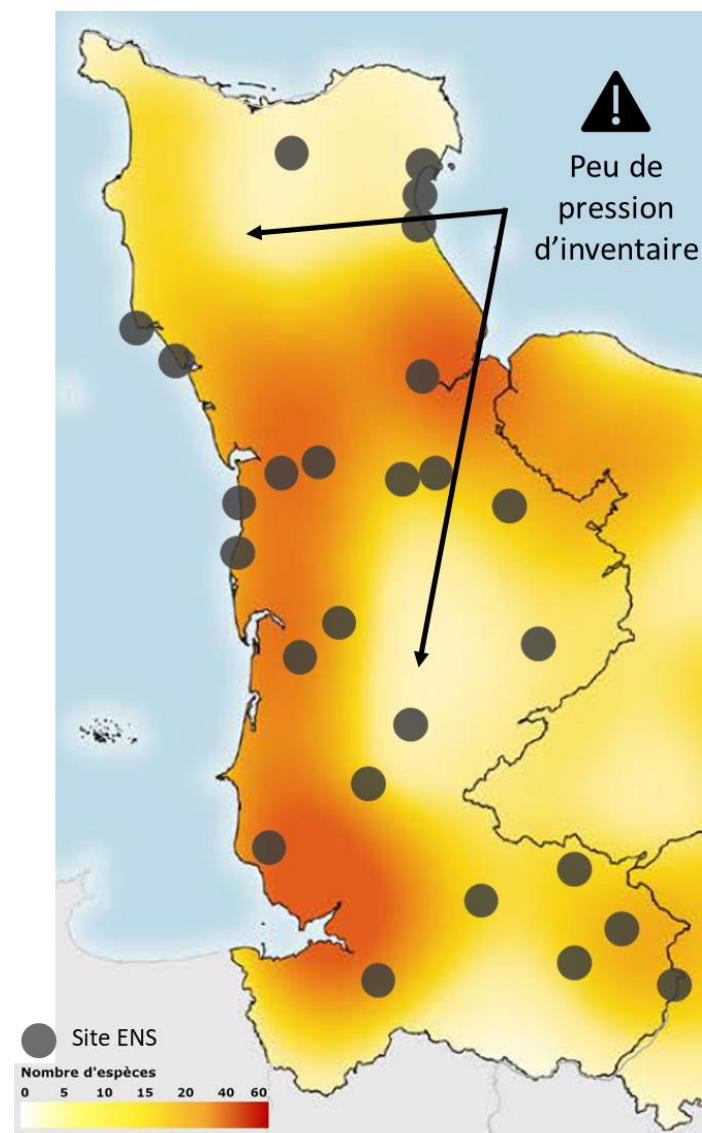 !
Peu de
pression
d'inventaire
Site ENS
Nombre d'espèces
0 5 10 15 20 40 60